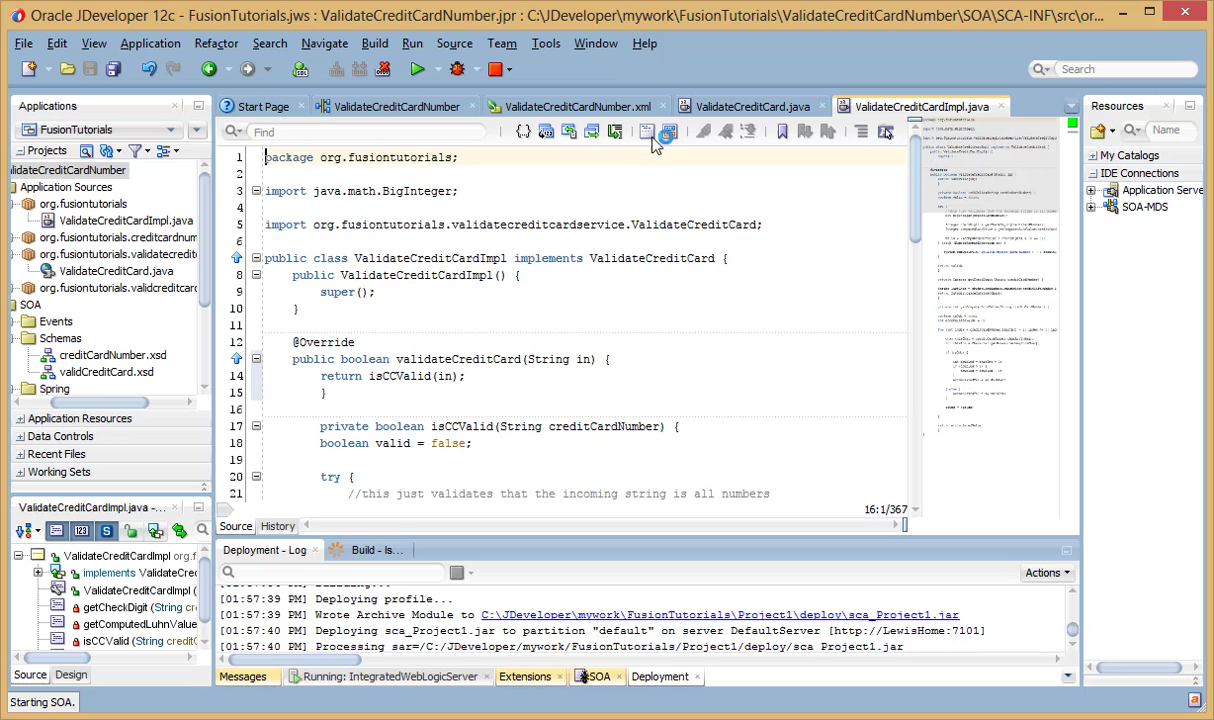 Oracle JDeveloper 12c - FusionTutorials.jws : ValidateCreditCardNumber.jpr : C:\JDeveloper\mywork\FusionTutorials\ValidateCreditCardNumber\SOA\SCA-INF\src\or...
File Edit View Application Refactor Search Navigate Build Run Source Team Tools Window Help
Search
Applications
FusionTutorials
Projects
alidateCreditCardNumber
Application Sources
org.fusiontutorials
ValidateCreditCardImpl.java
org.fusiontutorials.creditcardnum
org.fusiontutorials.validatecredit
ValidateCreditCard.java
org.fusiontutorials.validcreditcar
SOA
Events
Schemas
creditCardNumber.xsd
validCreditCard.xsd
Spring
Application Resources
Data Controls
Recent Files
Working Sets
Start Page ValidateCreditCardNumber ValidateCreditCardNumber.xml ValidateCreditCard.java ValidateCreditCardImpl.java
Find
1 package org.fusiontutorials;
2
3 import java.math.BigInteger;
4
5 import org.fusiontutorials.validatecreditcardservice.ValidateCreditCard;
6
7 public class ValidateCreditCardImpl implements ValidateCreditCard {
8 public ValidateCreditCardImpl() {
9 super();
10 }
11
12 @Override
13 public boolean validateCreditCard(String in) {
14 return isCCValid(in);
15 }
16
17 private boolean isCCValid(String creditCardNumber) {
18 boolean valid = false;
19
20 try {
21 //this just validates that the incoming string is all numbers
16:1/367
Source History
Resources
Name
My Catalogs
IDE Connections
Application Serve
SOA-MDS
ValidateCreditCardImpl.java -...
ValidateCreditCardImpl org.f
implements ValidateCrec
ValidateCreditCardImpl (
getCheckDigit (String cre
getComputedLuhnValue
isCCValid (String credit
Source Design
Deployment - Log Build - Is...
Actions
[01:57:39 PM] Deploying profile...
[01:57:39 PM] Wrote Archive Module to C:\JDeveloper\mywork\FusionTutorials\Project1\deploy\sca_Project1.jar
[01:57:40 PM] Deploying sca_Project1.jar to partition "default" on server DefaultServer [http://LewisHome:7101]
[01:57:40 PM] Processing sar=/C:/JDeveloper/mywork/FusionTutorials/Project1/deploy/sca_Project1.jar
Messages Running: IntegratedWebLogicServer Extensions SOA Deployment
Starting SOA.